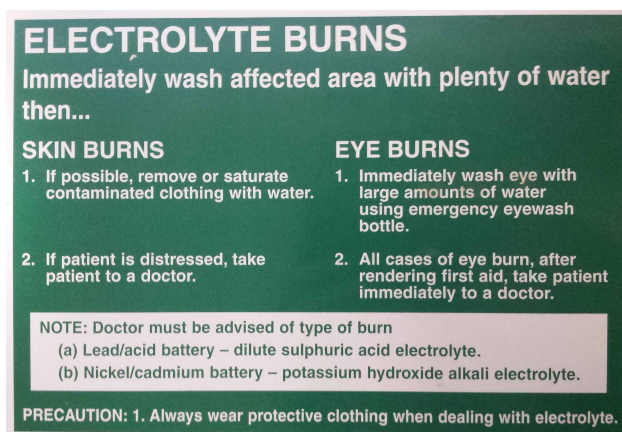 ELECTROLYTE BURNS
Immediately wash affected area with plenty of water
then...
SKIN BURNS
1. If possible, remove or saturate
contaminated clothing with water.
2. If patient is distressed, take
patient to a doctor.
EYE BURNS
1. Immediately wash eye with
large amounts of water
using emergency eyewash
bottle.
2. All cases of eye burn, after
rendering first aid, take patient
immediately to a doctor.
NOTE: Doctor must be advised of type of burn
(a) Lead/acid battery – dilute sulphuric acid electrolyte.
(b) Nickel/cadmium battery – potassium hydroxide alkali electrolyte.
PRECAUTION: 1. Always wear protective clothing when dealing with electrolyte.